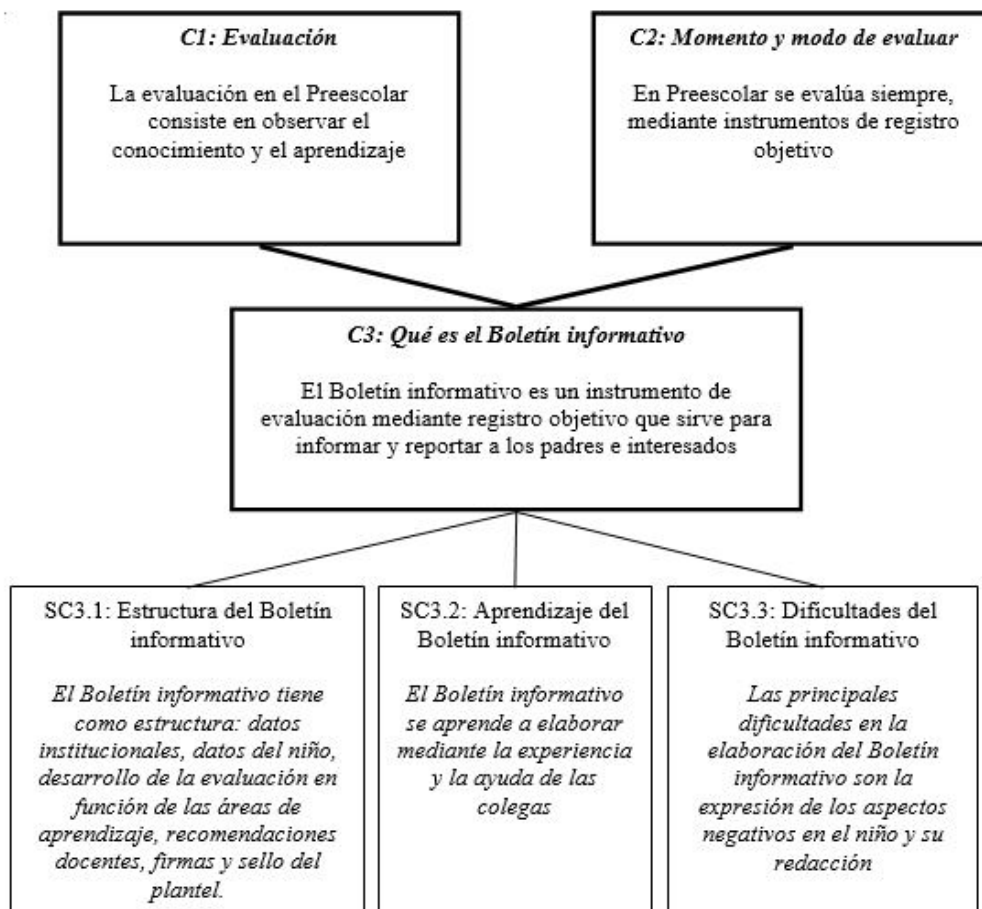 C1: Evaluación
La evaluación en el Preescolar
consiste en observar el
conocimiento y el aprendizaje
C2: Momento y modo de evaluar
En Preescolar se evalúa siempre,
mediante instrumentos de registro
objetivo
C3: Qué es el Boletín informativo
El Boletín informativo es un instrumento de
evaluación mediante registro objetivo que sirve para
informar y reportar a los padres e interesados
SC3.1: Estructura del Boletín
informativo
El Boletín informativo tiene
como estructura: datos
institucionales, datos del niño,
desarrollo de la evaluación en
función de las áreas de
aprendizaje, recomendaciones
docentes, firmas y sello del
plantel.
SC3.2: Aprendizaje del
Boletín informativo
El Boletín informativo
se aprende a elaborar
mediante la experiencia
y la ayuda de las
colegas
SC3.3: Dificultades del
Boletín informativo
Las principales
dificultades en la
elaboración del Boletín
informativo son la
expresión de los aspectos
negativos en el niño y su
redacción